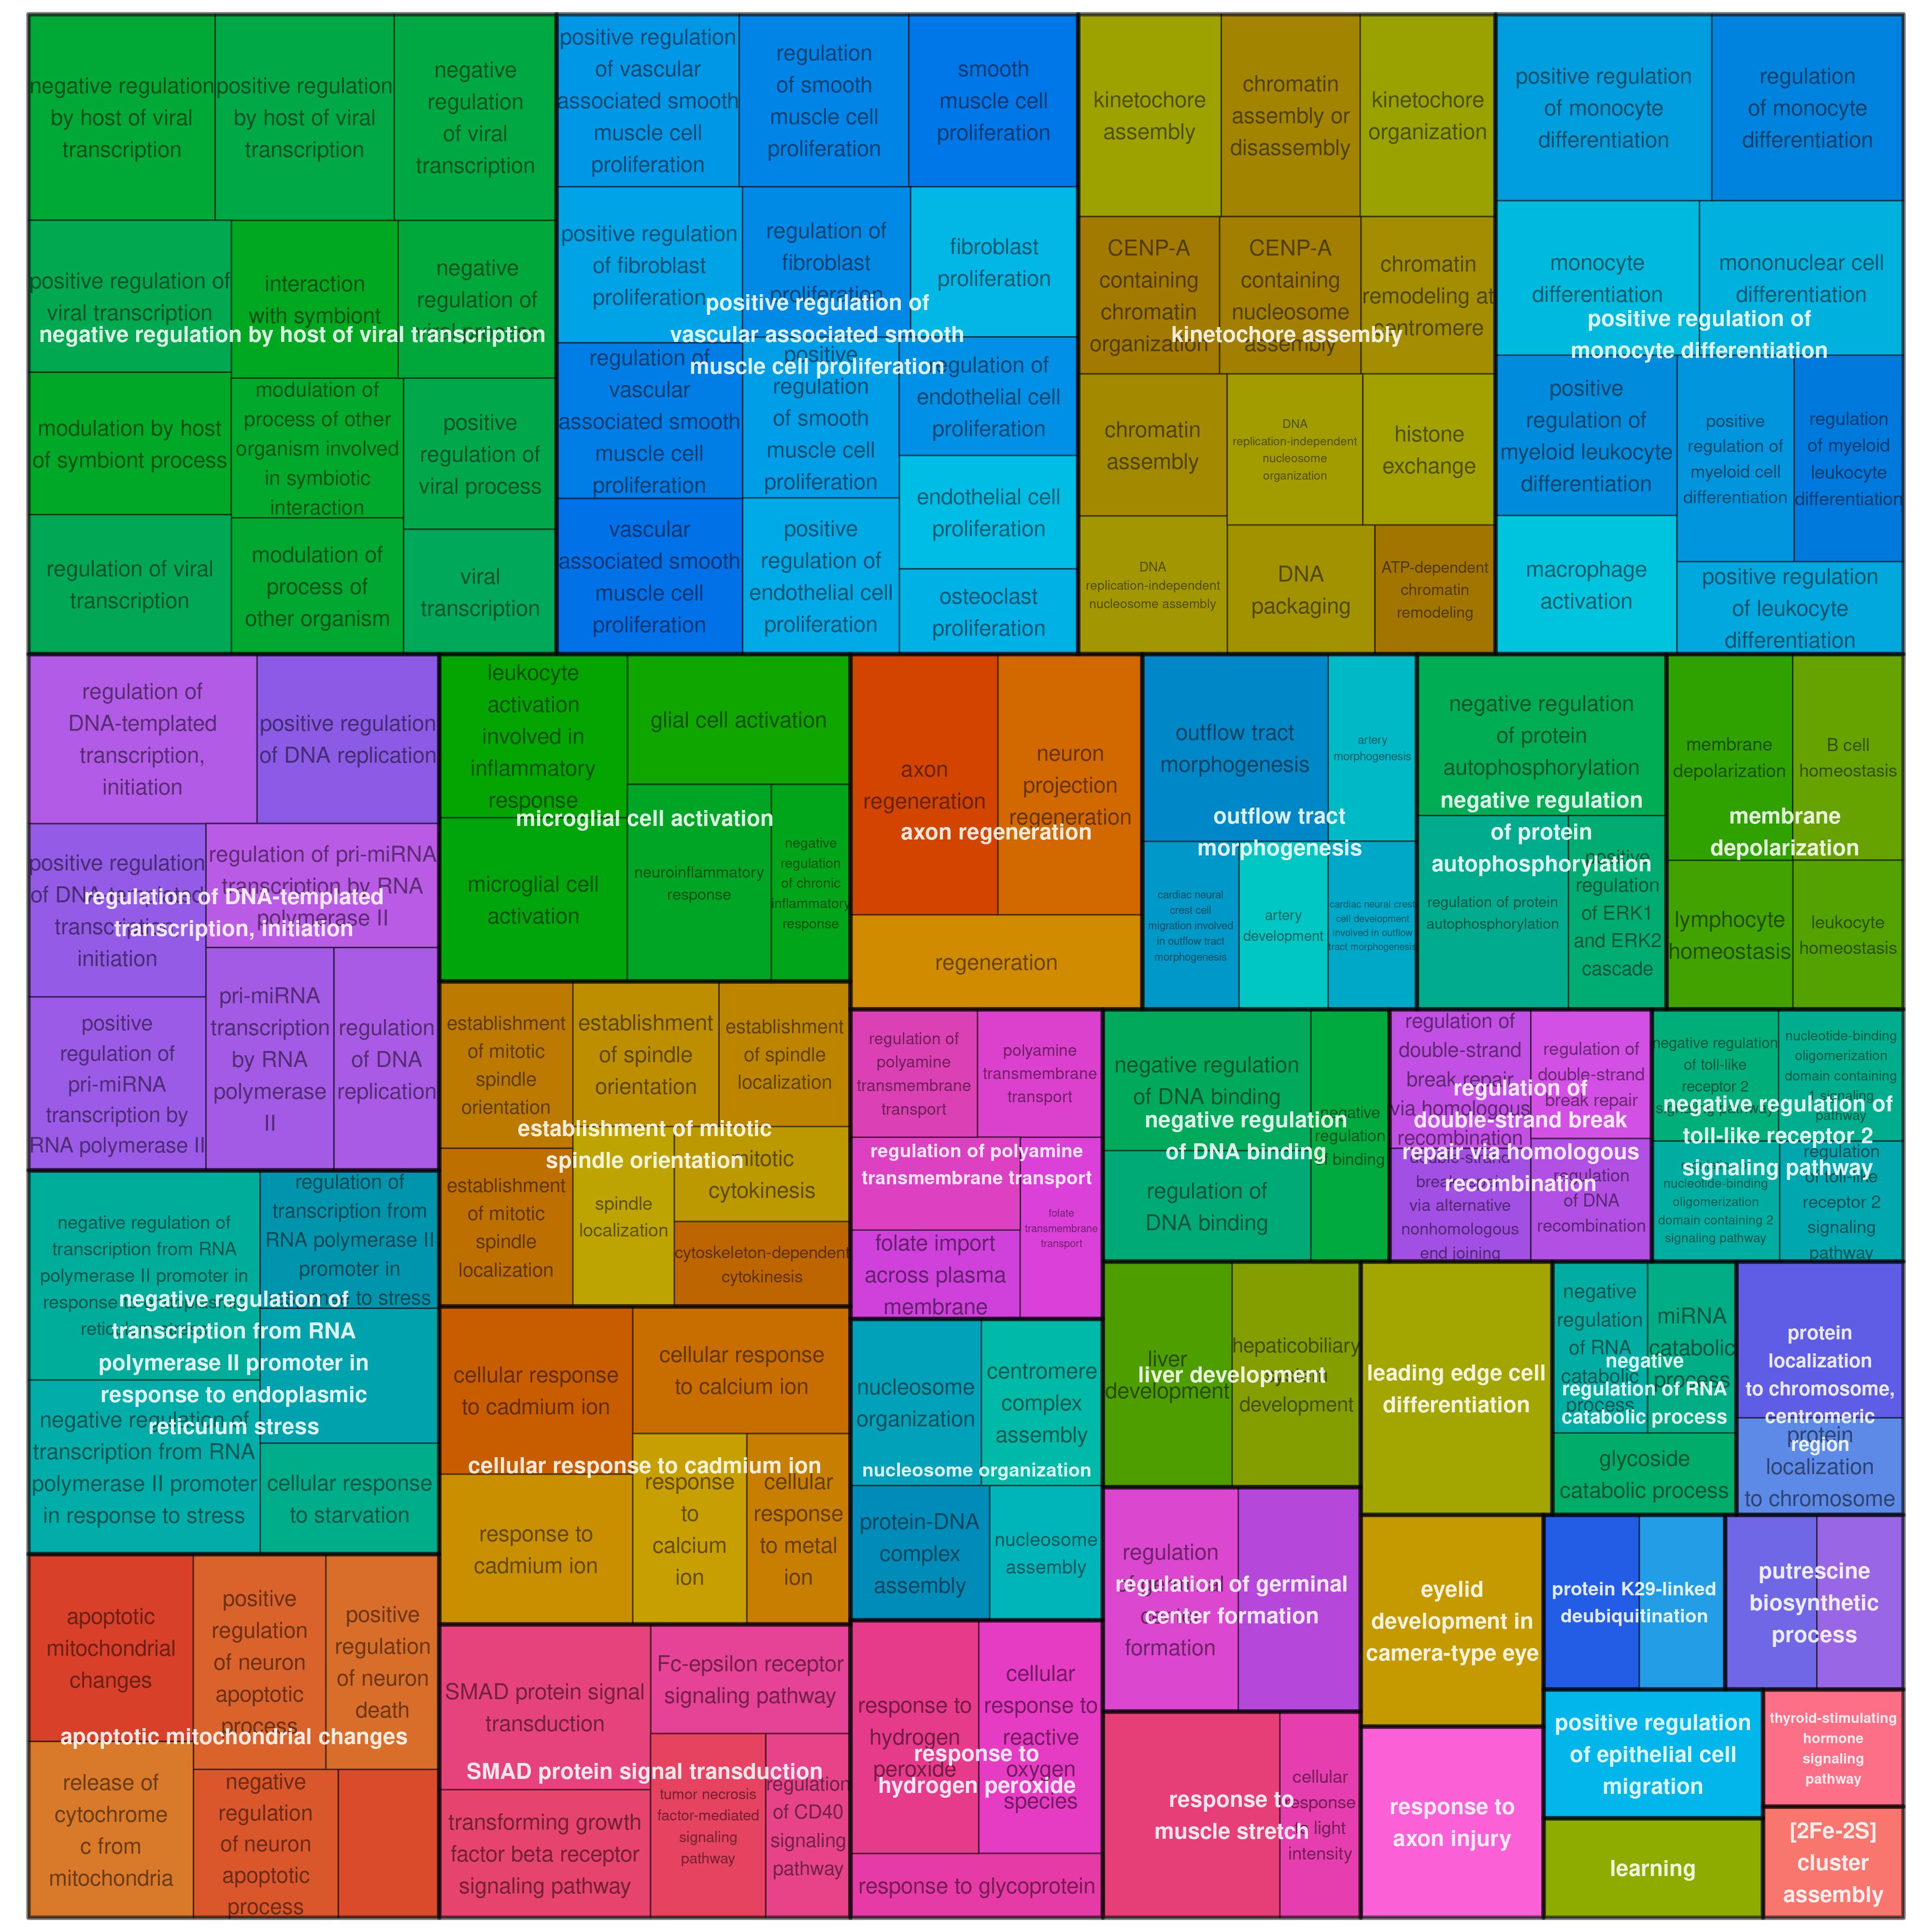 negative regulation
by host of viral
transcription
positive regulation
by host of viral
transcription
negative
regulation
of viral
transcription
positive regulation of
viral transcription
interaction
with symbiont
negative
regulation of
viral process
negative regulation by host of viral transcription
modulation by host
of symbiont process
modulation of
process of other
organism involved
in symbiotic
interaction
positive
regulation of
viral process
regulation of viral
transcription
modulation of
process of
other organism
viral
transcription
positive regulation
of vascular
associated smooth
muscle cell
proliferation
regulation
of smooth
muscle cell
proliferation
smooth
muscle cell
proliferation
positive regulation
of fibroblast
proliferation
regulation of
fibroblast
proliferation
fibroblast
proliferation
positive regulation of
vascular associated smooth
muscle cell proliferation
regulation of
vascular
associated smooth
muscle cell
proliferation
positive
regulation
of smooth
muscle cell
proliferation
regulation of
endothelial cell
proliferation
endothelial cell
proliferation
vascular
associated smooth
muscle cell
proliferation
positive
regulation of
endothelial cell
proliferation
osteoclast
proliferation
kinetochore
assembly
chromatin
assembly or
disassembly
kinetochore
organization
CENP-A
containing
chromatin
organization
CENP-A
containing
nucleosome
assembly
chromatin
remodeling at
centromere
kinetochore assembly
chromatin
assembly
DNA
replication-independent
nucleosome
organization
histone
exchange
DNA
replication-independent
nucleosome assembly
DNA
packaging
ATP-dependent
chromatin
remodeling
positive regulation
of monocyte
differentiation
regulation
of monocyte
differentiation
monocyte
differentiation
mononuclear cell
differentiation
positive regulation of
monocyte differentiation
positive
regulation of
myeloid leukocyte
differentiation
positive
regulation of
myeloid cell
differentiation
regulation
of myeloid
leukocyte
differentiation
macrophage
activation
positive regulation
of leukocyte
differentiation
regulation of
DNA-templated
transcription,
initiation
positive regulation
of DNA replication
positive regulation
of DNA-templated
transcription,
initiation
regulation of pri-miRNA
transcription by RNA
polymerase II
regulation of DNA-templated
transcription, initiation
positive
regulation of
pri-miRNA
transcription by
RNA polymerase II
pri-miRNA
transcription
by RNA
polymerase
II
regulation
of DNA
replication
leukocyte
activation
involved in
inflammatory
response
glial cell activation
microglial cell activation
microglial cell
activation
neuroinflammatory
response
negative
regulation
of chronic
inflammatory
response
axon
regeneration
neuron
projection
regeneration
axon regeneration
regeneration
outflow tract
morphogenesis
artery
morphogenesis
outflow tract
morphogenesis
cardiac neural
crest cell
migration involved
in outflow tract
morphogenesis
artery
development
cardiac neural crest
cell development
involved in outflow
tract morphogenesis
negative regulation
of protein
autophosphorylation
negative regulation
of protein
autophosphorylation
regulation of protein
autophosphorylation
positive
regulation
of ERK1
and ERK2
cascade
membrane
depolarization
B cell
homeostasis
membrane
depolarization
lymphocyte
homeostasis
leukocyte
homeostasis
establishment
of mitotic
spindle
orientation
establishment
of spindle
orientation
establishment
of spindle
localization
establishment of mitotic
spindle orientation
establishment
of mitotic
spindle
localization
spindle
localization
mitotic
cytokinesis
cytoskeleton-dependent
cytokinesis
regulation of
polyamine
transmembrane
transport
polyamine
transmembrane
transport
regulation of polyamine
transmembrane transport
folate import
across plasma
membrane
folate
transmembrane
transport
negative regulation
of DNA binding
negative
regulation
of binding
negative regulation
of DNA binding
regulation of
DNA binding
regulation of
double-strand
break repair
via homologous
recombination
regulation of
double-strand
break repair
regulation of
double-strand break
repair via homologous
recombination
double-strand
break repair
via alternative
nonhomologous
end joining
regulation
of DNA
recombination
negative regulation
of toll-like
receptor 2
signaling pathway
nucleotide-binding
oligomerization
domain containing
1 signaling
pathway
negative regulation of
toll-like receptor 2
signaling pathway
nucleotide-binding
oligomerization
domain containing 2
signaling pathway
regulation
of toll-like
receptor 2
signaling
pathway
negative regulation of
transcription from RNA
polymerase II promoter in
response to endoplasmic
reticulum stress
regulation of
transcription from
RNA polymerase II
promoter in
response to stress
negative regulation of
transcription from RNA
polymerase II promoter in
response to endoplasmic
reticulum stress
negative regulation of
transcription from RNA
polymerase II promoter
in response to stress
cellular response
to starvation
cellular response
to cadmium ion
cellular response
to calcium ion
cellular response to cadmium ion
response to
cadmium ion
response
to
calcium
ion
cellular
response
to metal
ion
nucleosome
organization
centromere
complex
assembly
nucleosome organization
protein-DNA
complex
assembly
nucleosome
assembly
liver
development
hepaticobiliary
system
development
liver development
leading edge cell
differentiation
negative
regulation
of RNA
catabolic
process
miRNA
catabolic
process
negative
regulation of RNA
catabolic process
glycoside
catabolic process
protein
localization
to chromosome,
centromeric
region
protein
localization
to chromosome
regulation
of germinal
center
formation
regulation of germinal
center formation
eyelid
development in
camera-type eye
protein K29-linked
deubiquitination
putrescine
biosynthetic
process
apoptotic
mitochondrial
changes
positive
regulation
of neuron
apoptotic
process
positive
regulation
of neuron
death
apoptotic mitochondrial changes
release of
cytochrome
c from
mitochondria
negative
regulation
of neuron
apoptotic
process
SMAD protein signal
transduction
Fc-epsilon receptor
signaling pathway
SMAD protein signal transduction
transforming growth
factor beta receptor
signaling pathway
tumor necrosis
factor-mediated
signaling
pathway
regulation
of CD40
signaling
pathway
response to
hydrogen
peroxide
cellular
response to
reactive
oxygen
species
response to
hydrogen peroxide
response to glycoprotein
response to
muscle stretch
cellular
response
to light
intensity
response to
axon injury
positive regulation
of epithelial cell
migration
thyroid-stimulating
hormone
signaling
pathway
learning
[2Fe-2S]
cluster
assembly